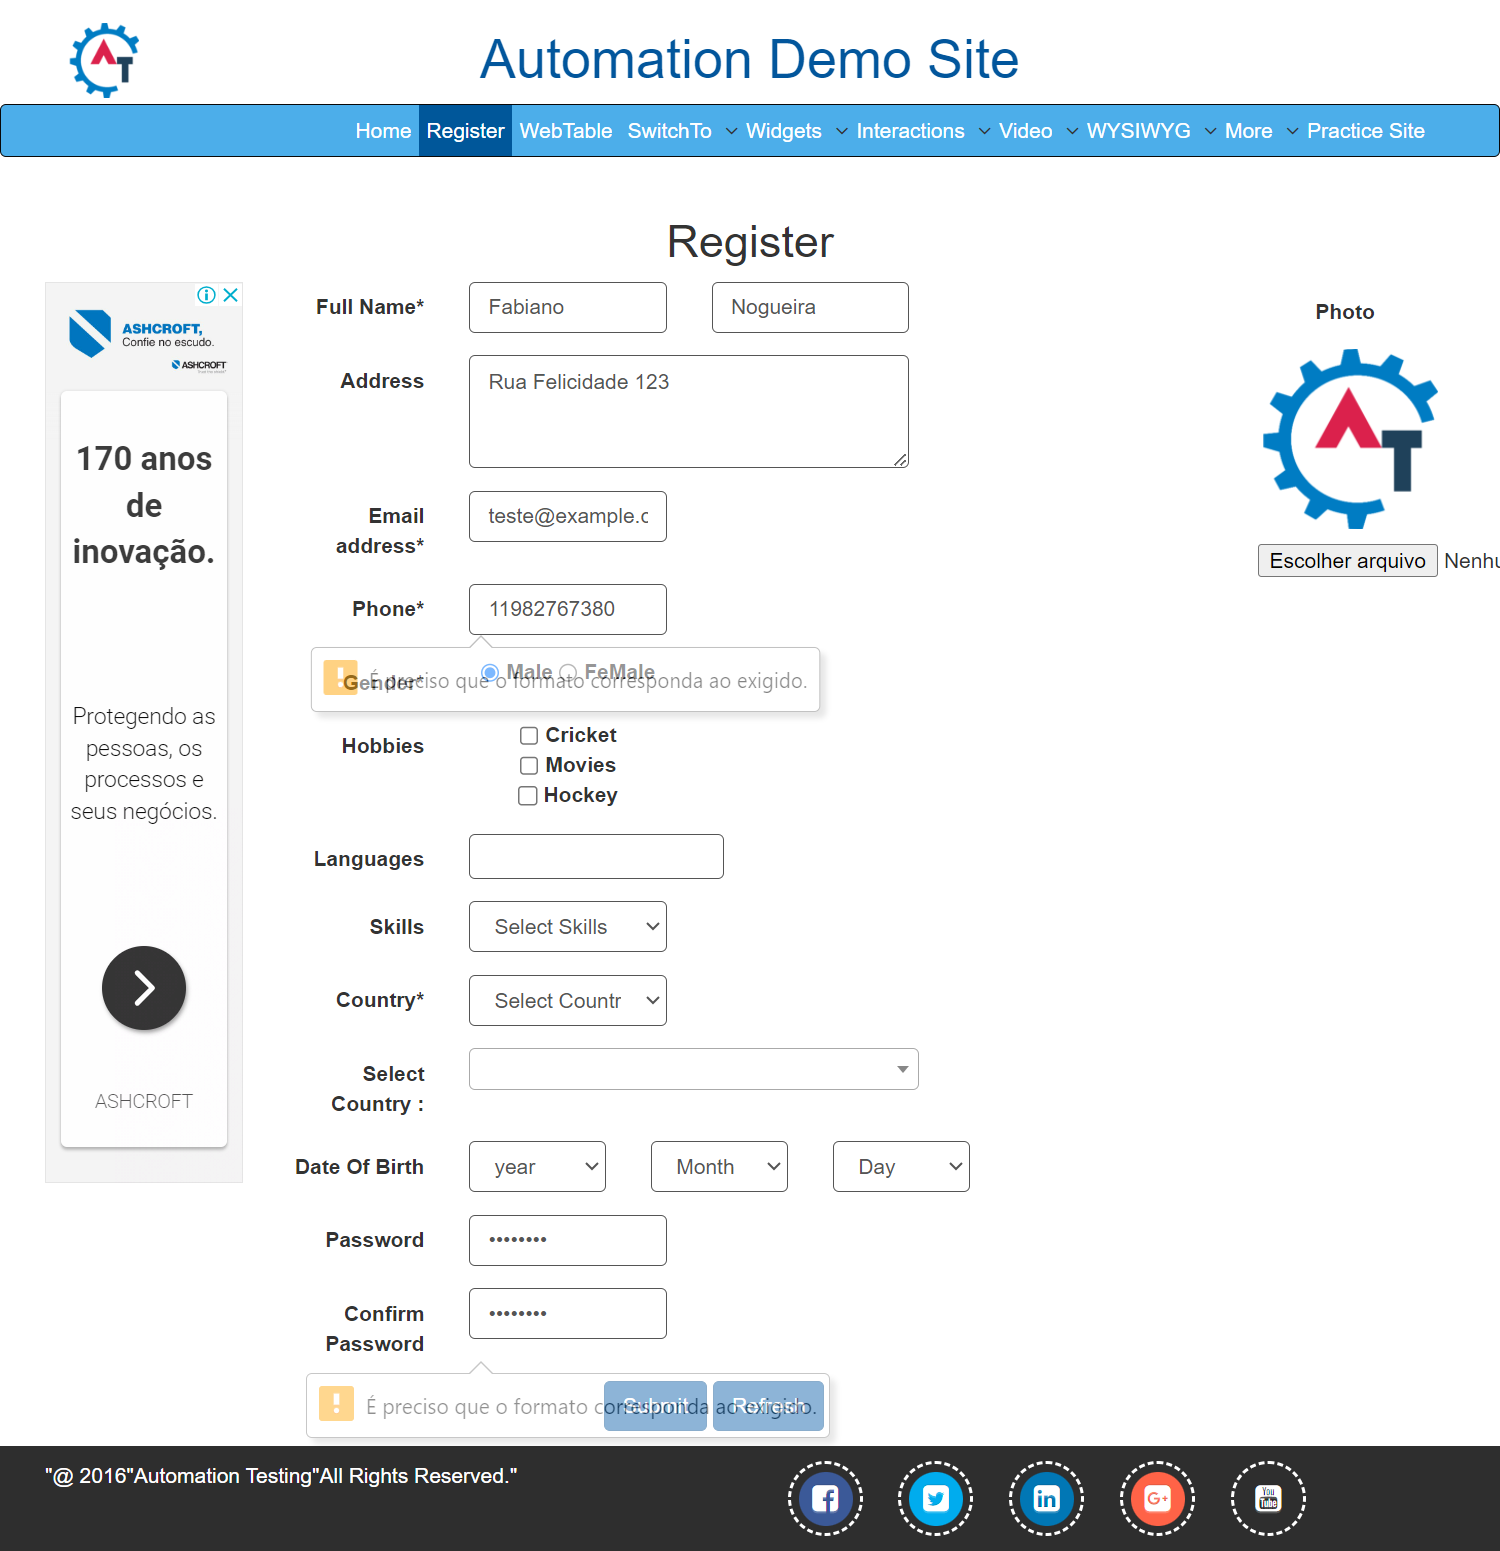 AT
Automation Demo Site
Home Register WebTable SwitchTo Widgets Interactions Video WYSIWYG More Practice Site
Register
ASHCROFT,
Confie no escudo.
ASHCROFT
170 anos
de
inovação.
Protegendo as
pessoas, os
processos e
seus negócios.
ASHCROFT
Full Name* Fabiano Nogueira
Address Rua Felicidade 123
Email
address* teste@example.c
Phone* 11982767380
Gender* Male FeMale
É preciso que o formato corresponda ao exigido.
Hobbies Cricket
Movies
Hockey
Languages
Skills Select Skills
Country* Select Countr
Select
Country :
Date Of Birth year Month Day
Password ••••••••
Confirm
Password ••••••••
É preciso que o formato corresponda ao exigido.
Submit Refresh
Photo
AT
Escolher arquivo Nenhu
"@ 2016"Automation Testing"All Rights Reserved."
f in G+ You
Tube